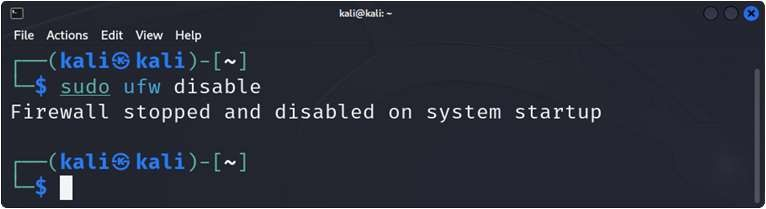 kali@kali: ~
File Actions Edit View Help
┌──(kali㉿kali)-[~]
└─$ sudo ufw disable
Firewall stopped and disabled on system startup
┌──(kali㉿kali)-[~]
└─$